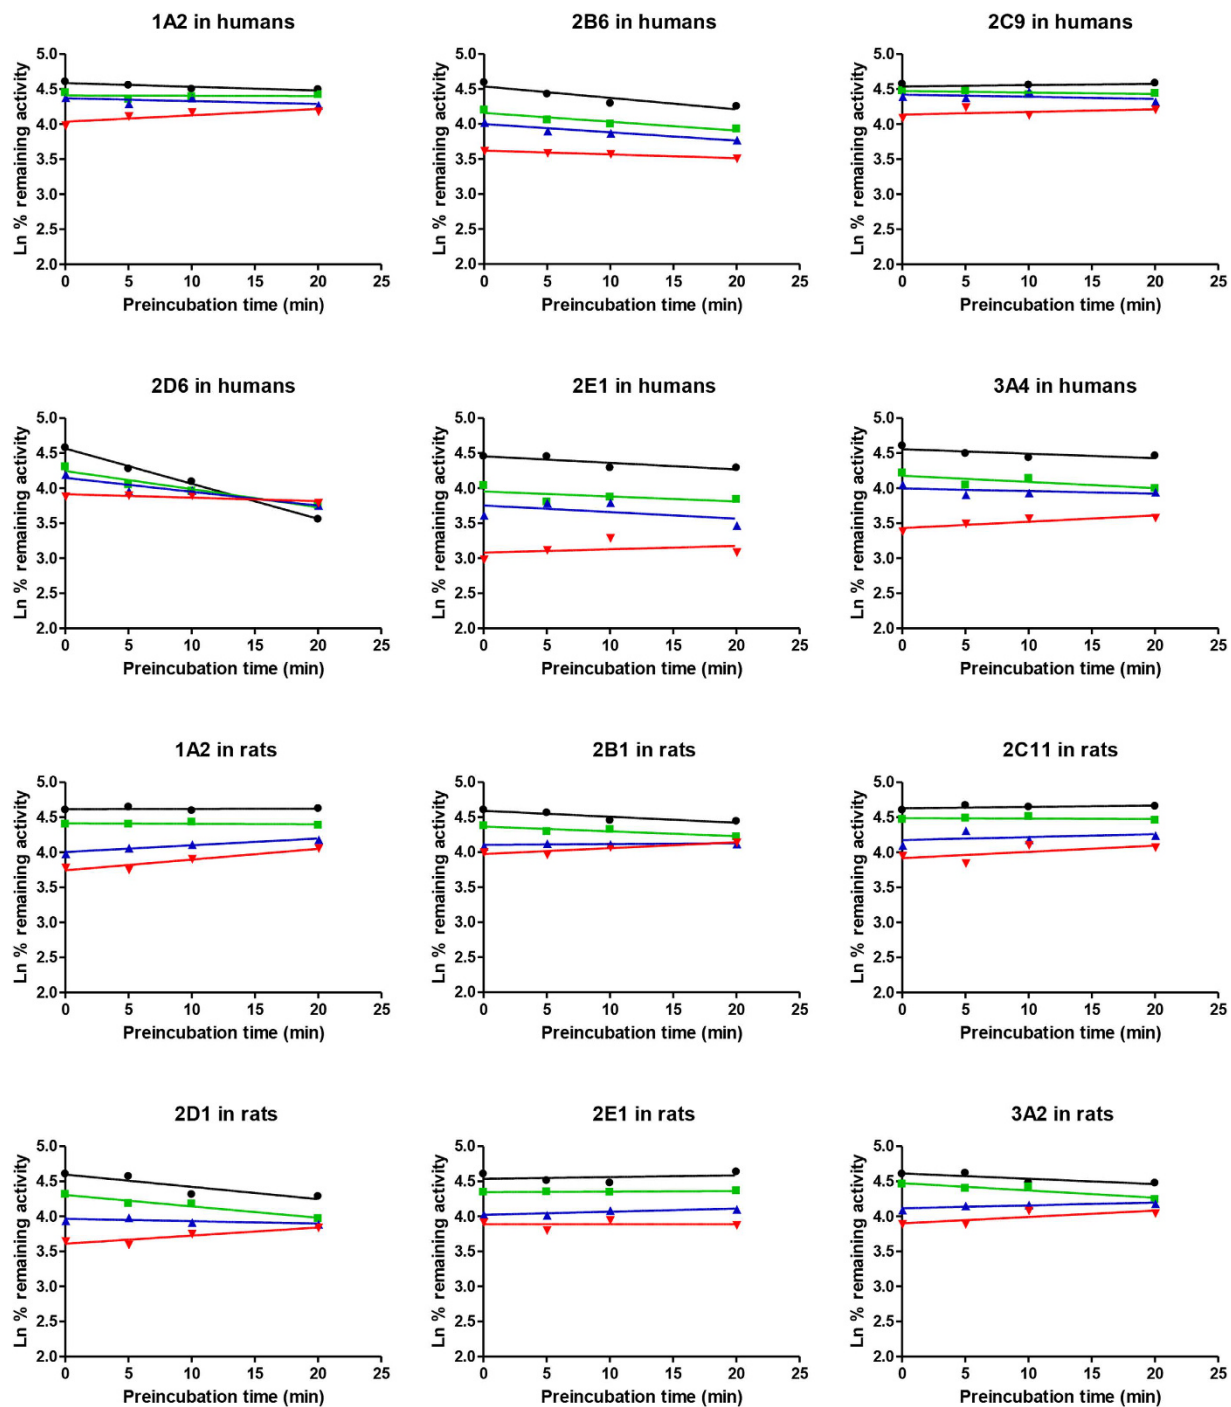 1A2 in humans
Ln % remaining activity
5.0
4.5
4.0
3.5
3.0
2.5
2.0
0 5 10 15 20 25
Preincubation time (min)
2B6 in humans
Ln % remaining activity
5.0
4.5
4.0
3.5
3.0
2.5
2.0
0 5 10 15 20 25
Preincubation time (min)
2C9 in humans
Ln % remaining activity
5.0
4.5
4.0
3.5
3.0
2.5
2.0
0 5 10 15 20 25
Preincubation time (min)
2D6 in humans
Ln % remaining activity
5.0
4.5
4.0
3.5
3.0
2.5
2.0
0 5 10 15 20 25
Preincubation time (min)
2E1 in humans
Ln % remaining activity
5.0
4.5
4.0
3.5
3.0
2.5
2.0
0 5 10 15 20 25
Preincubation time (min)
3A4 in humans
Ln % remaining activity
5.0
4.5
4.0
3.5
3.0
2.5
2.0
0 5 10 15 20 25
Preincubation time (min)
1A2 in rats
Ln % remaining activity
5.0
4.5
4.0
3.5
3.0
2.5
2.0
0 5 10 15 20 25
Preincubation time (min)
2B1 in rats
Ln % remaining activity
5.0
4.5
4.0
3.5
3.0
2.5
2.0
0 5 10 15 20 25
Preincubation time (min)
2C11 in rats
Ln % remaining activity
5.0
4.5
4.0
3.5
3.0
2.5
2.0
0 5 10 15 20 25
Preincubation time (min)
2D1 in rats
Ln % remaining activity
5.0
4.5
4.0
3.5
3.0
2.5
2.0
0 5 10 15 20 25
Preincubation time (min)
2E1 in rats
Ln % remaining activity
5.0
4.5
4.0
3.5
3.0
2.5
2.0
0 5 10 15 20 25
Preincubation time (min)
3A2 in rats
Ln % remaining activity
5.0
4.5
4.0
3.5
3.0
2.5
2.0
0 5 10 15 20 25
Preincubation time (min)